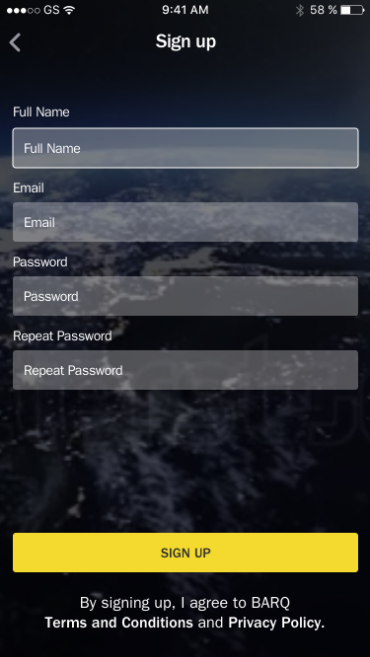 GS 9:41 AM 58 %
Sign up
Full Name
Full Name
Email
Email
Password
Password
Repeat Password
Repeat Password
SIGN UP
By signing up, I agree to BARQ
Terms and Conditions and Privacy Policy.